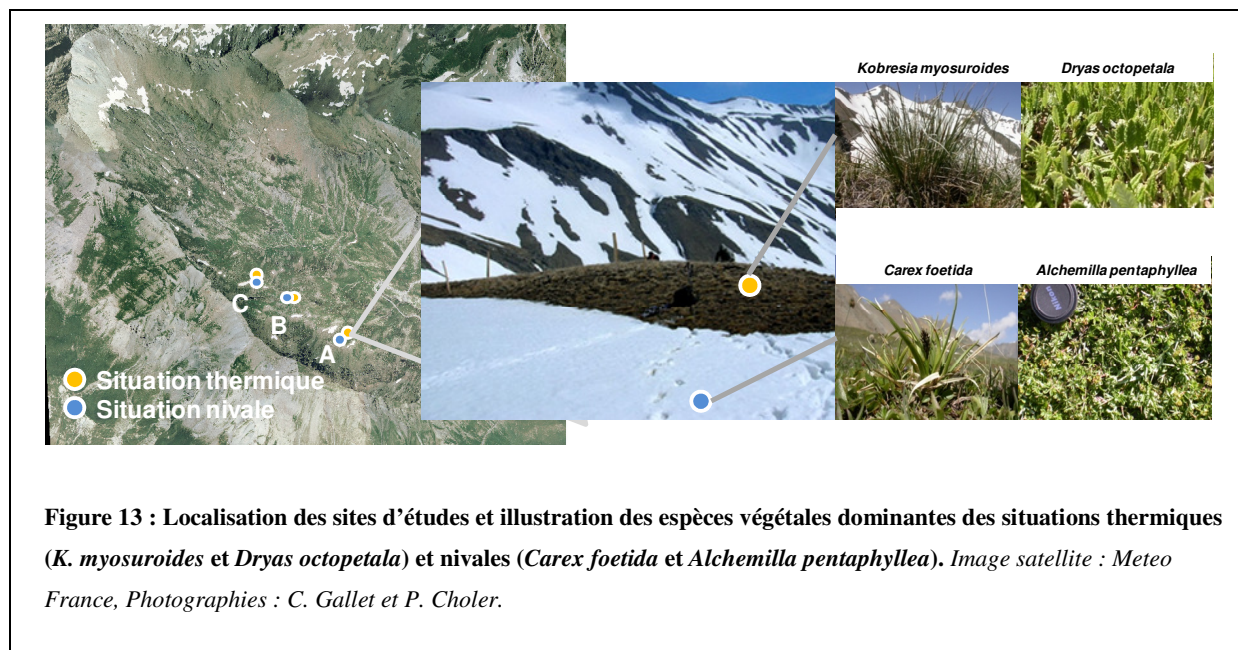 Kobresia myosuroides
Dryas octopetala
Carex foetida
Alchemilla pentaphyllea
C
B
A
Situation thermique
Situation nivale
Nikon
Figure 13 : Localisation des sites d'études et illustration des espèces végétales dominantes des situations thermiques
(K. myosuroides et Dryas octopetala) et nivales (Carex foetida et Alchemilla pentaphyllea). Image satellite : Meteo
France, Photographies : C. Gallet et P. Choler.